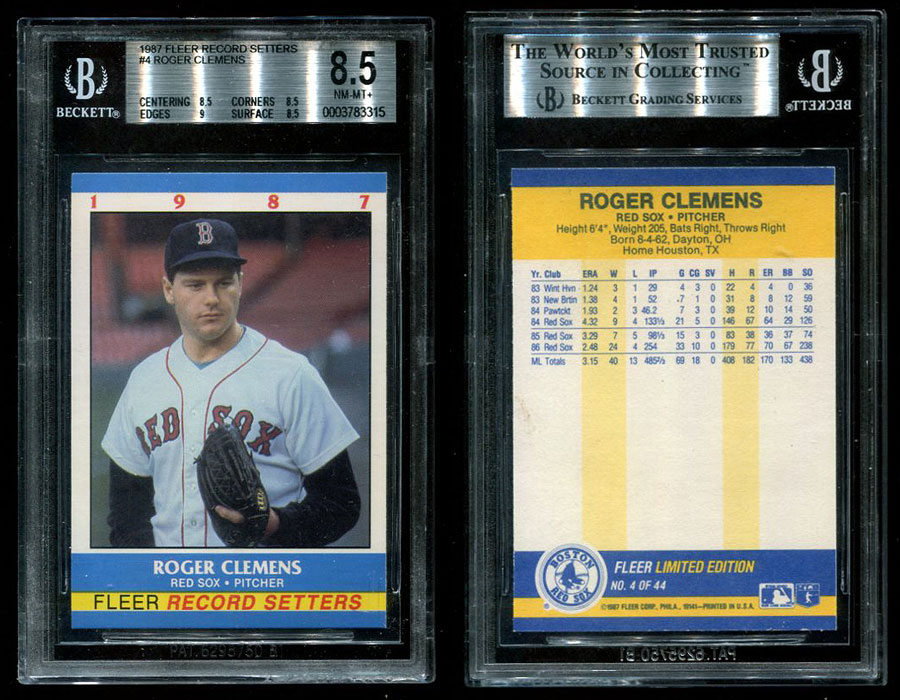 1987 FLEER RECORD SETTERS
#4 ROGER CLEMENS
CENTERING 8.5 CORNERS 8.5
EDGES 9 SURFACE 8.5
8.5
NM-MT+
0003783315
B
BECKETT®
1 9 8 7
B
RED SOX
ROGER CLEMENS
RED SOX • PITCHER
FLEER RECORD SETTERS
PAT.6295750 B1
THE WORLD'S MOST TRUSTED
SOURCE IN COLLECTING™
B BECKETT GRADING SERVICES
B
BECKETT®
ROGER CLEMENS
RED SOX • PITCHER
Height 6'4", Weight 205, Bats Right, Throws Right
Born 8-4-62, Dayton, OH
Home Houston, TX
Yr. Club ERA W L IP G CG SV H R ER BB SO
83 Wint Hvn 1.24 3 1 29 4 3 0 22 4 4 0 36
83 New Brtin 1.38 4 1 52 .7 1 0 31 8 8 12 59
84 Pawtckt 1.93 2 3 46.2 7 3 0 39 12 10 14 50
84 Red Sox 4.32 9 4 133⅓ 21 5 0 146 67 64 29 126
85 Red Sox 3.29 7 5 98⅓ 15 3 0 83 38 36 37 74
86 Red Sox 2.48 24 4 254 33 10 0 179 77 70 67 238
ML Totals 3.15 40 13 485⅔ 69 18 0 408 182 170 133 438
BOSTON
RED SOX
FLEER LIMITED EDITION
NO. 4 OF 44
©1987 FLEER CORP., PHILA., 19141—PRINTED IN U.S.A.
PAT.6295750 B1